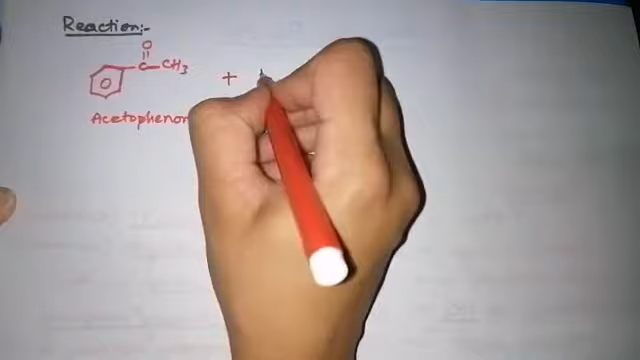 Reaction:-
O
C-CH3
+
Acetophenon